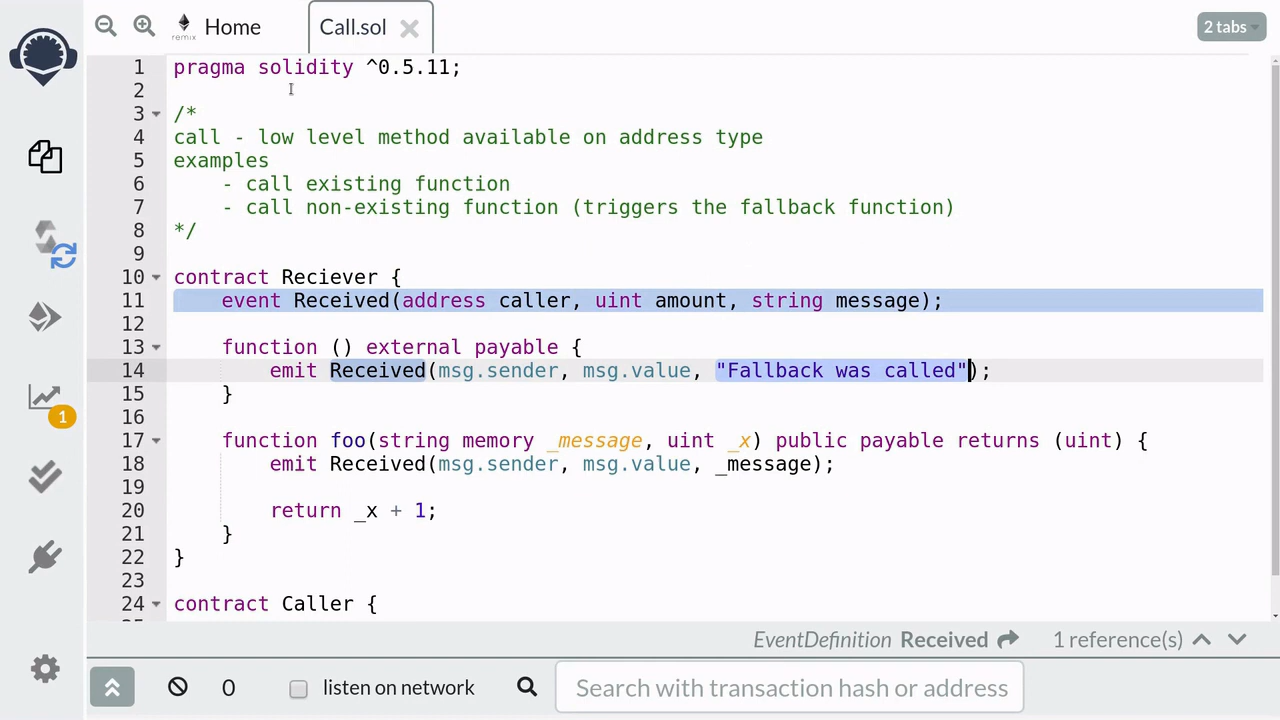 Home
Call.sol
2 tabs
remix
1 pragma solidity ^0.5.11;
2
3 /*
4 call - low level method available on address type
5 examples
6     - call existing function
7     - call non-existing function (triggers the fallback function)
8 */
9
10 contract Reciever {
11     event Received(address caller, uint amount, string message);
12
13     function () external payable {
14         emit Received(msg.sender, msg.value, "Fallback was called");
15     }
16
17     function foo(string memory _message, uint _x) public payable returns (uint) {
18         emit Received(msg.sender, msg.value, _message);
19
20         return _x + 1;
21     }
22 }
23
24 contract Caller {
1
EventDefinition Received 1 reference(s)
0 listen on network Search with transaction hash or address